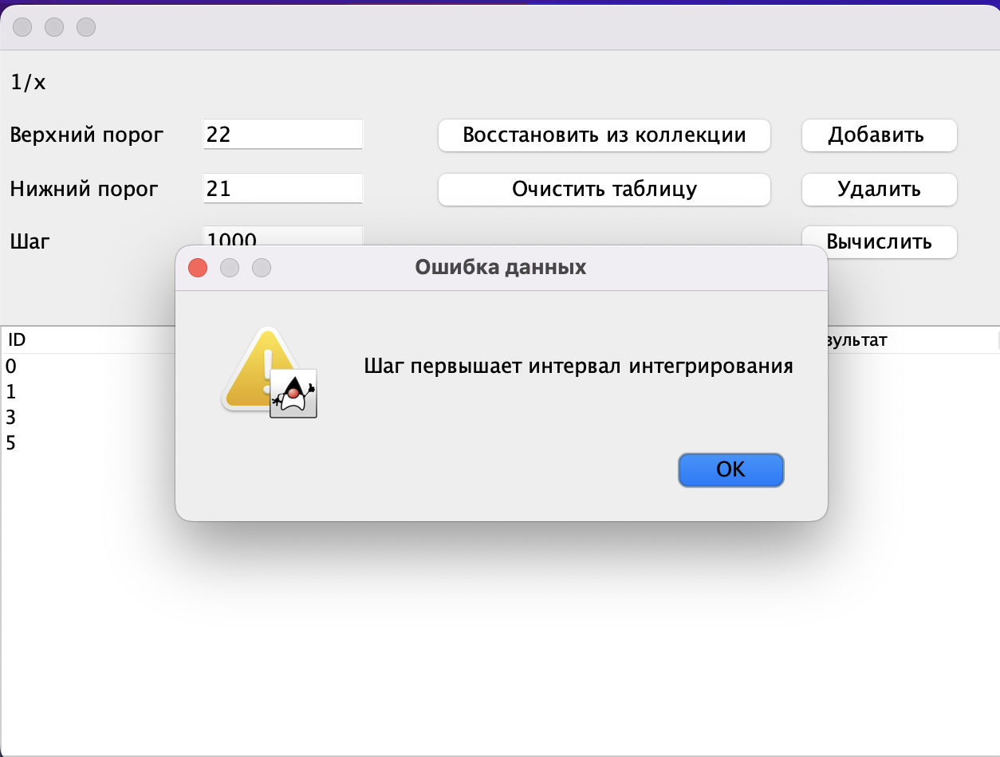 1/x
Верхний порог 22 Восстановить из коллекции Добавить
Нижний порог 21 Очистить таблицу Удалить
Шаг 1000 Вычислить
Ошибка данных
Шаг первышает интервал интегрирования
OK
ID
0
1
3
5